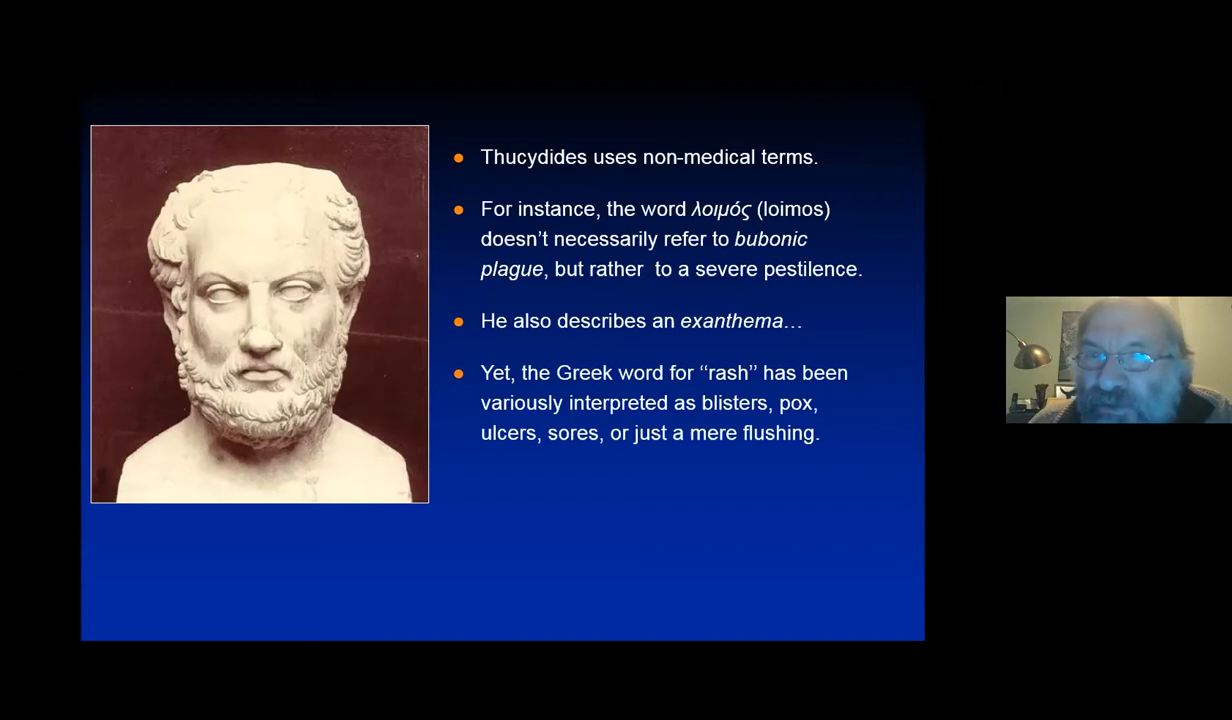 Thucydides uses non-medical terms.
For instance, the word λοιμός (loimos)
doesn't necessarily refer to bubonic
plague, but rather  to a severe pestilence.
He also describes an exanthema…
Yet, the Greek word for ‘‘rash’’ has been
variously interpreted as blisters, pox,
ulcers, sores, or just a mere flushing.